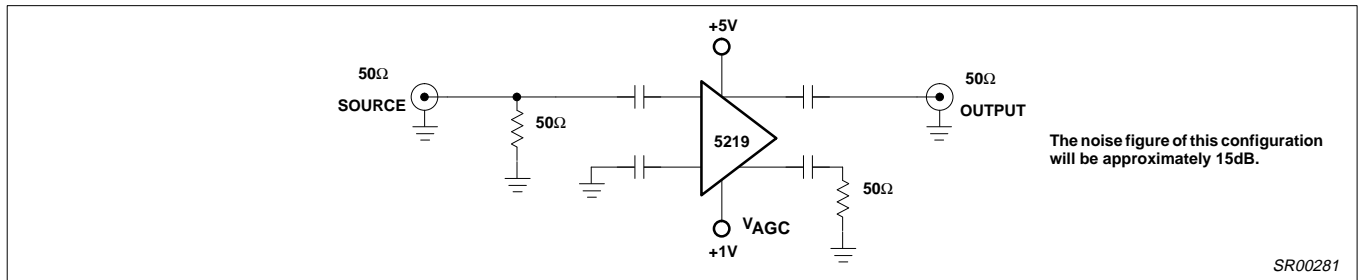 +5V
50Ω
50Ω
SOURCE
OUTPUT
50Ω
5219
The noise figure of this configuration
will be approximately 15dB.
50Ω
VAGC
+1V
SR00281